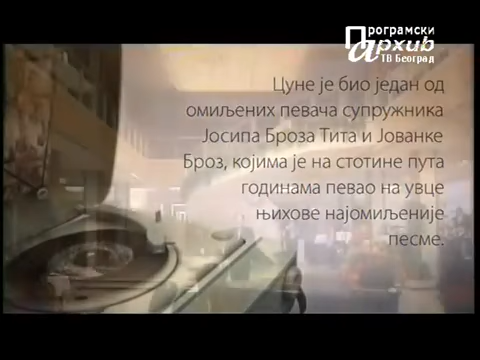 Програмски
архив
ТВ Београд
Цуне је био један од
омиљених певача супружника
Јосипа Броза Тита и Јованке
Броз, којима је на стотине пута
годинама певао на увце
њихове најомиљеније
песме.